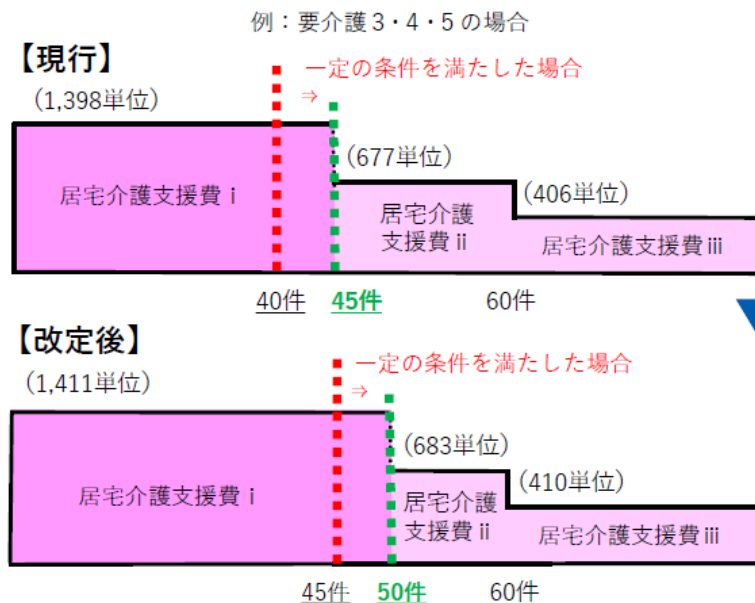 例：要介護3・4・5の場合
【現行】
一定の条件を満たした場合
⇒
(1,398単位)
(677単位)
(406単位)
居宅介護支援費ⅰ
居宅介護
支援費ⅱ
居宅介護支援費ⅲ
40件
45件
60件
【改定後】
一定の条件を満たした場合
⇒
(1,411単位)
(683単位)
(410単位)
居宅介護支援費ⅰ
居宅介護
支援費ⅱ
居宅介護支援費ⅲ
45件
50件
60件